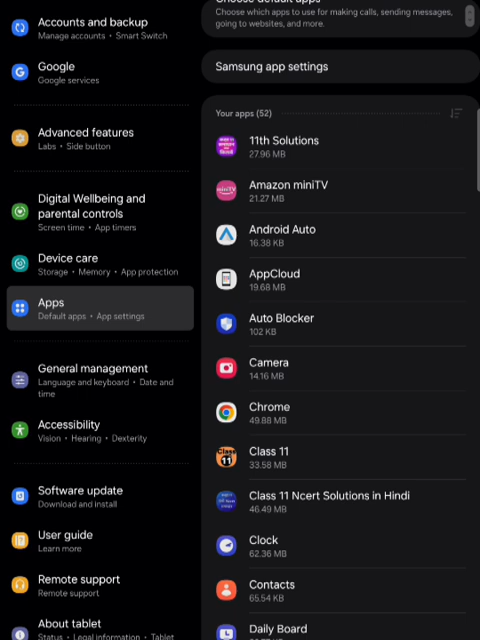 Accounts and backup
Manage accounts • Smart Switch
Google
Google services
Advanced features
Labs • Side button
Digital Wellbeing and
parental controls
Screen time • App timers
Device care
Storage • Memory • App protection
Apps
Default apps • App settings
General management
Language and keyboard • Date and
time
Accessibility
Vision • Hearing • Dexterity
Software update
Download and install
User guide
Learn more
Remote support
Remote support
About tablet
Status • Legal information • Tablet
Choose default apps
Choose which apps to use for making calls, sending messages,
going to websites, and more.
Samsung app settings
Your apps (52)
11th Solutions
27.96 MB
miniTV
Amazon miniTV
21.27 MB
Android Auto
16.38 KB
AppCloud
19.68 MB
Auto Blocker
102 KB
Camera
14.16 MB
Chrome
49.88 MB
Class
11
Class 11
33.58 MB
Class 11 Ncert Solutions in Hindi
46.49 MB
Clock
62.36 MB
Contacts
65.54 KB
Daily Board